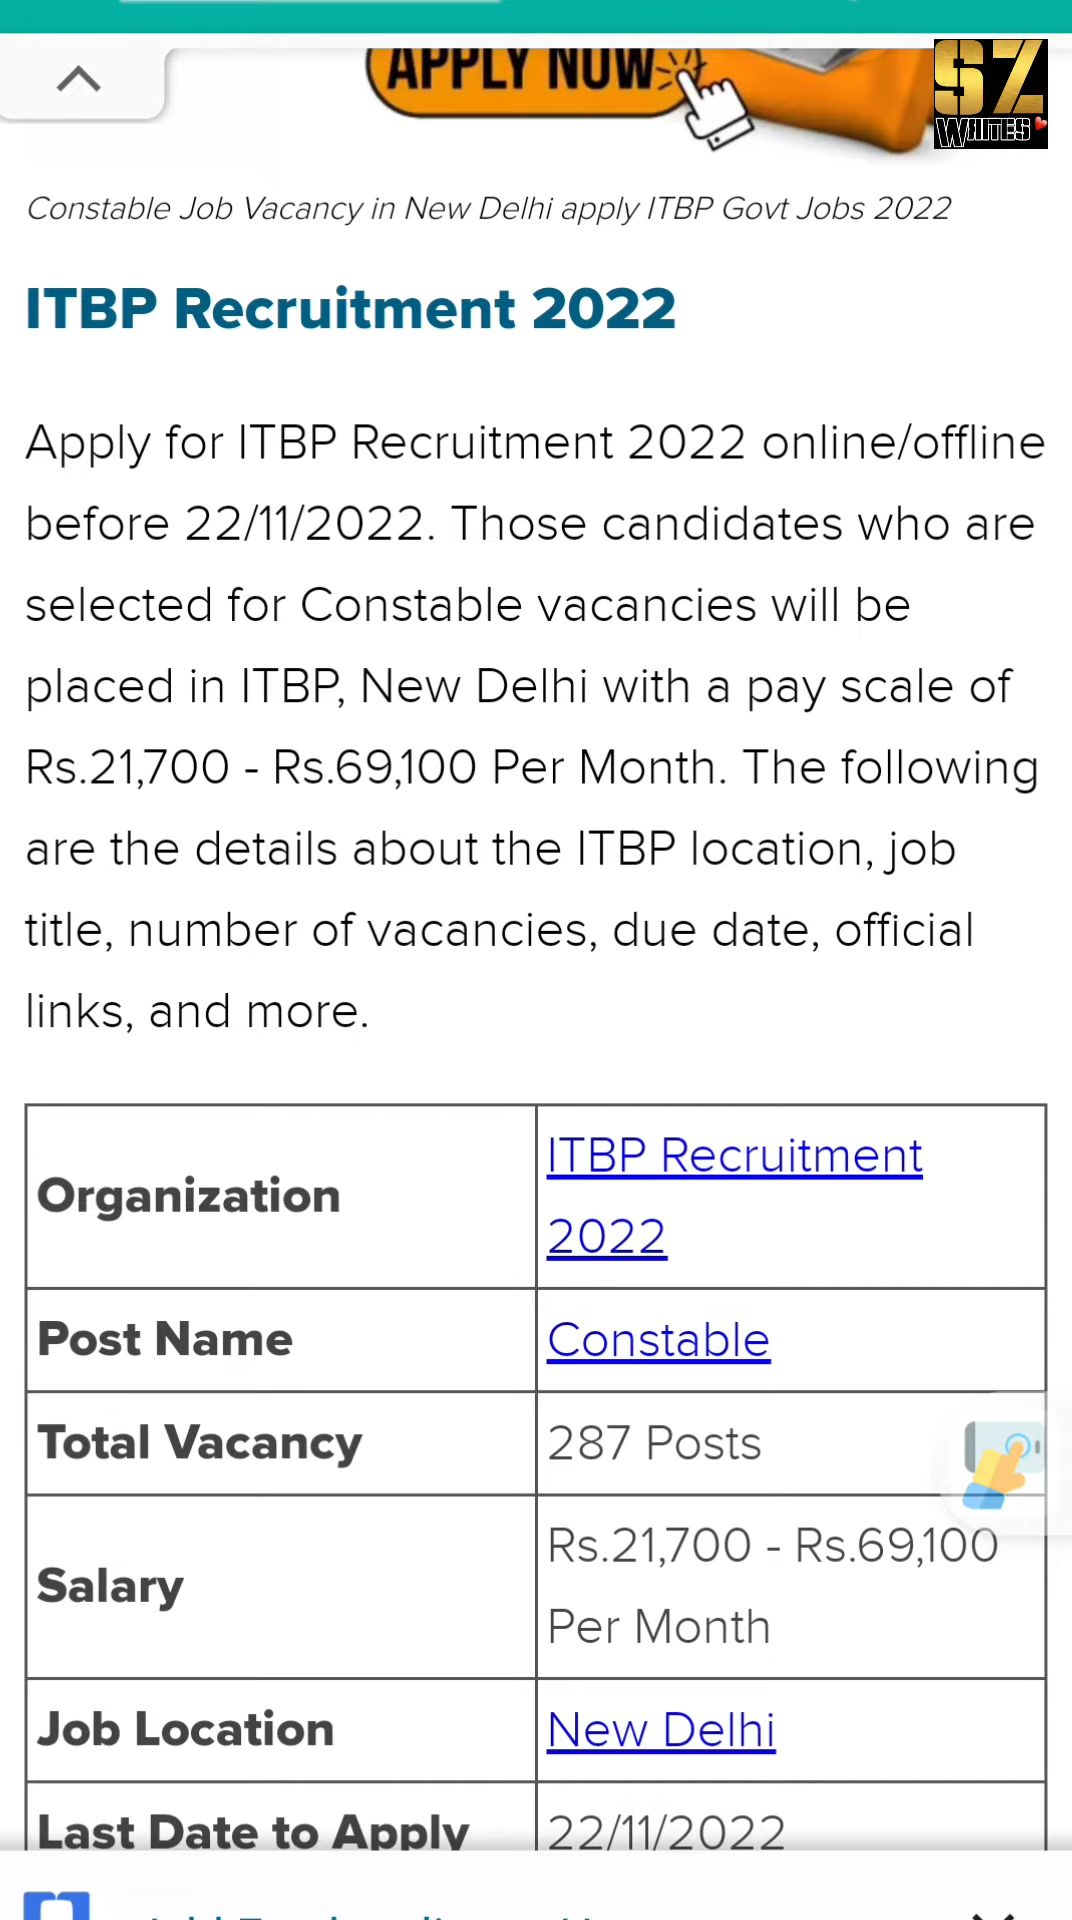 APPLY NOW
SZ
WRITES
Constable Job Vacancy in New Delhi apply ITBP Govt Jobs 2022
ITBP Recruitment 2022
Apply for ITBP Recruitment 2022 online/offline
before 22/11/2022. Those candidates who are
selected for Constable vacancies will be
placed in ITBP, New Delhi with a pay scale of
Rs.21,700 - Rs.69,100 Per Month. The following
are the details about the ITBP location, job
title, number of vacancies, due date, official
links, and more.
Organization
ITBP Recruitment
2022
Post Name
Constable
Total Vacancy
287 Posts
Salary
Rs.21,700 - Rs.69,100
Per Month
Job Location
New Delhi
Last Date to Apply
22/11/2022